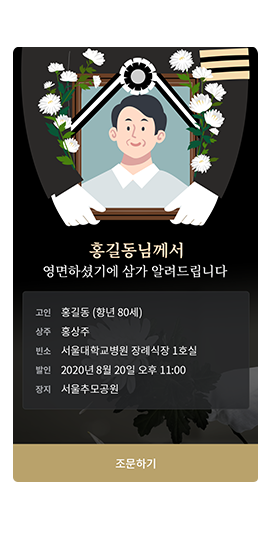 홍길동님께서
영면하셨기에 삼가 알려드립니다
고인 홍길동 (향년 80세)
상주 홍상주
빈소 서울대학교병원 장례식장 1호실
발인 2020년 8월 20일 오후 11:00
장지 서울추모공원
조문하기